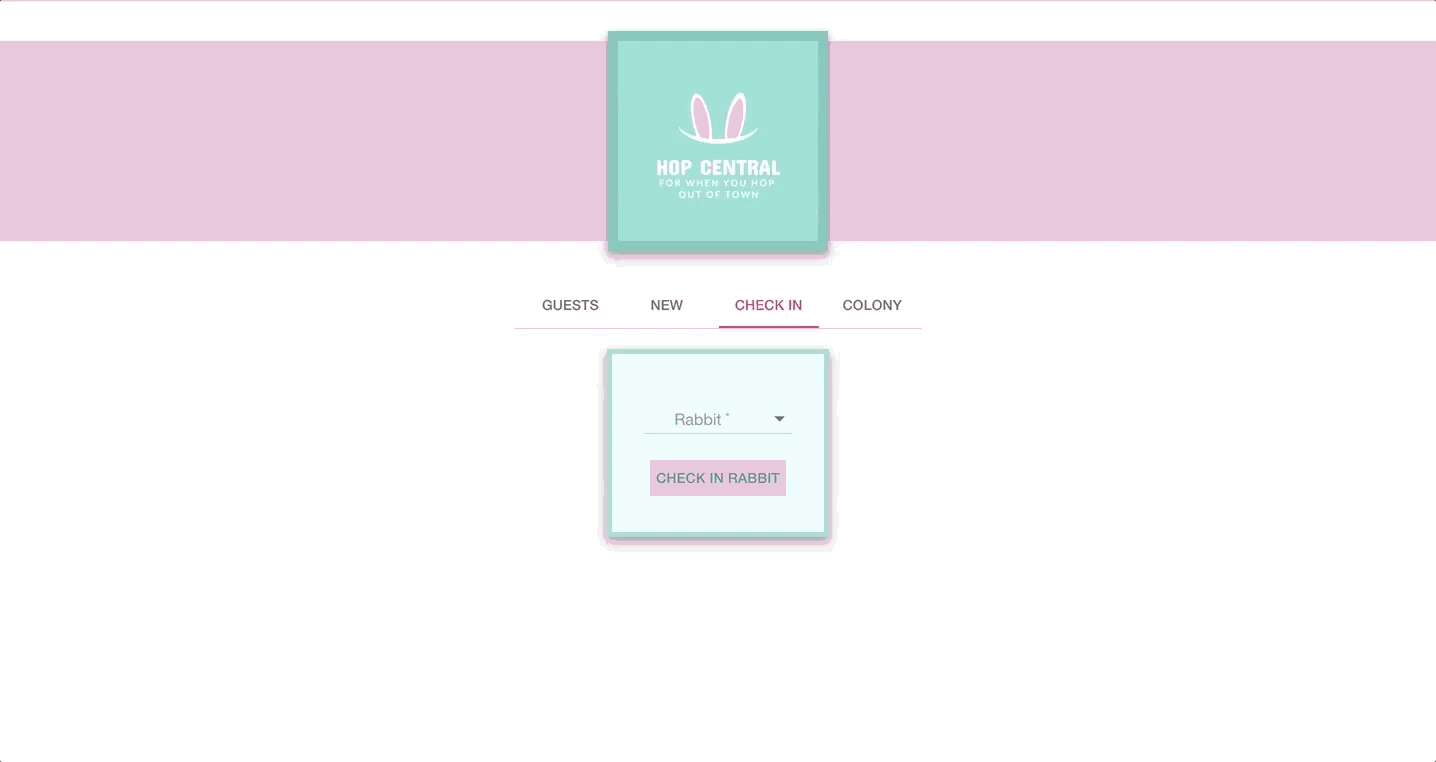 HOP CENTRAL
FOR WHEN YOU HOP
OUT OF TOWN
GUESTS NEW CHECK IN COLONY
Rabbit *
CHECK IN RABBIT